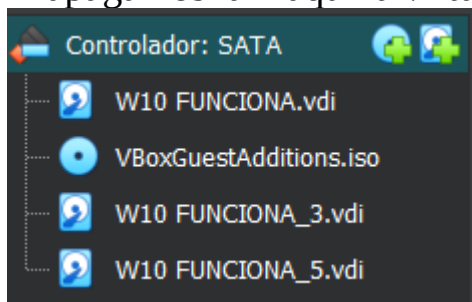 Controlador: SATA
W10 FUNCIONA.vdi
VBoxGuestAdditions.iso
W10 FUNCIONA_3.vdi
W10 FUNCIONA_5.vdi